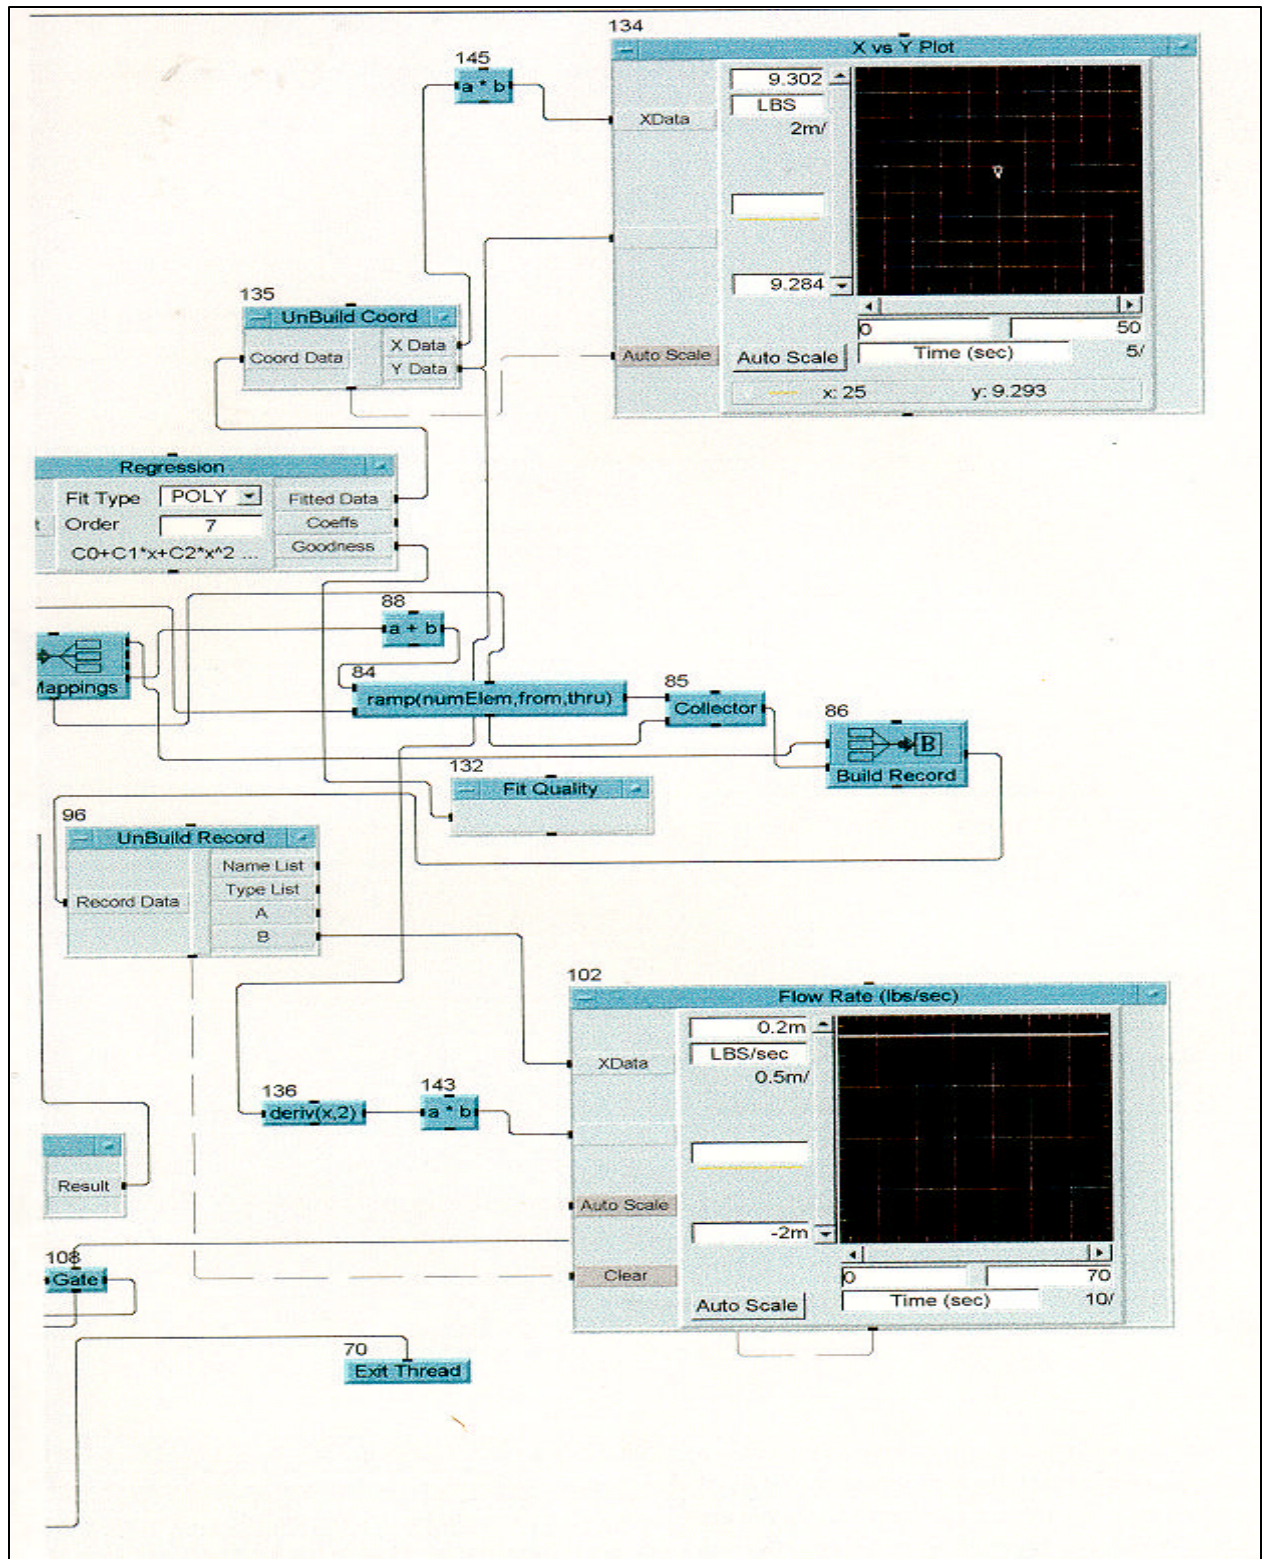 134
X vs Y Plot
145
a * b
XData
9.302
LBS
2m/
9.284
0
50
Auto Scale
Auto Scale
Time (sec)
5/
x: 25
y: 9.293
135
UnBuild Coord
Coord Data
X Data
Y Data
Regression
Fit Type
POLY
Fitted Data
Order
7
Coeffs
C0+C1*x+C2*x^2 ...
Goodness
88
a + b
Mappings
84
ramp(numElem,from,thru)
85
Collector
86
B
Build Record
132
Fit Quality
96
UnBuild Record
Name List
Type List
Record Data
A
B
102
Flow Rate (lbs/sec)
0.2m
LBS/sec
XData
0.5m/
136
deriv(x,2)
143
a * b
Result
Auto Scale
-2m
108
Gate
Clear
0
70
Auto Scale
Time (sec)
10/
70
Exit Thread